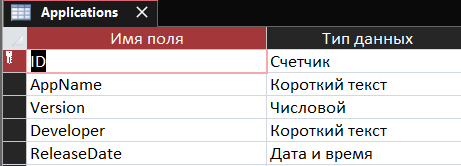 Applications
Имя поля Тип данных
ID Счетчик
AppName Короткий текст
Version Числовой
Developer Короткий текст
ReleaseDate Дата и время